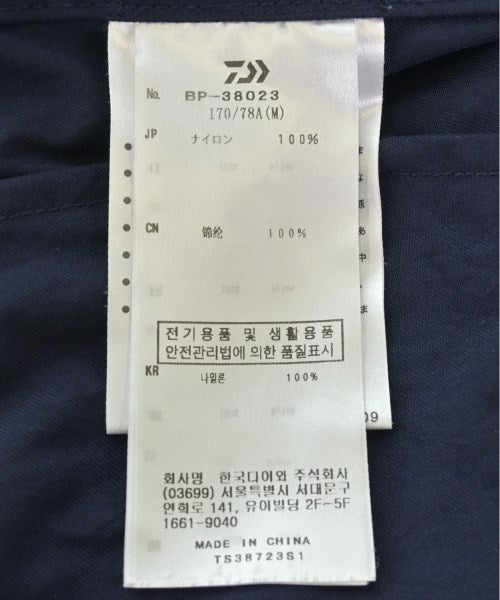 No. BP-38023
170/78A(M)
JP ナイロン 100%
CN 锦纶 100%
전기용품 및 생활용품
안전관리법에 의한 품질표시
KR 나일론 100%
회사명 한국다이와 주식회사
(03699) 서울특별시 서대문구
연희로 141, 유이빌딩 2F-5F
1661-9040
MADE IN CHINA
TS38723S1
09